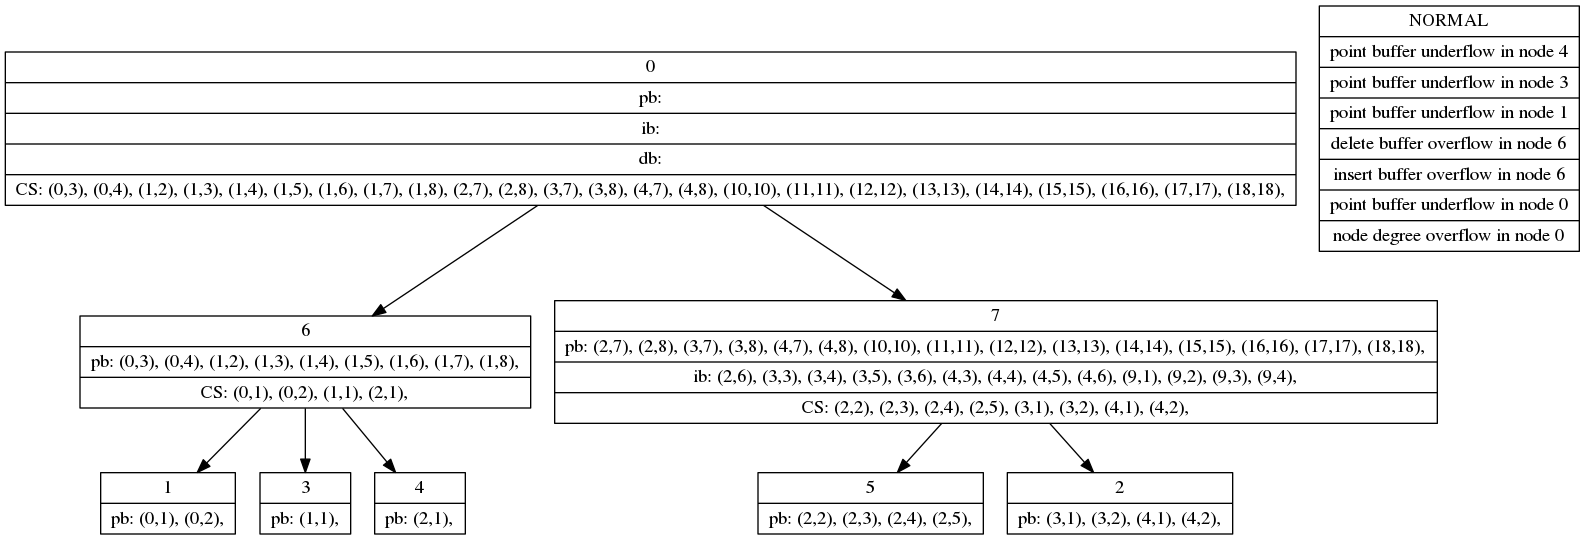 NORMAL
point buffer underflow in node 4
point buffer underflow in node 3
point buffer underflow in node 1
delete buffer overflow in node 6
insert buffer overflow in node 6
point buffer underflow in node 0
node degree overflow in node 0
0
pb:
ib:
db:
CS: (0,3), (0,4), (1,2), (1,3), (1,4), (1,5), (1,6), (1,7), (1,8), (2,7), (2,8), (3,7), (3,8), (4,7), (4,8), (10,10), (11,11), (12,12), (13,13), (14,14), (15,15), (16,16), (17,17), (18,18),
6
pb: (0,3), (0,4), (1,2), (1,3), (1,4), (1,5), (1,6), (1,7), (1,8),
CS: (0,1), (0,2), (1,1), (2,1),
7
pb: (2,7), (2,8), (3,7), (3,8), (4,7), (4,8), (10,10), (11,11), (12,12), (13,13), (14,14), (15,15), (16,16), (17,17), (18,18),
ib: (2,6), (3,3), (3,4), (3,5), (3,6), (4,3), (4,4), (4,5), (4,6), (9,1), (9,2), (9,3), (9,4),
CS: (2,2), (2,3), (2,4), (2,5), (3,1), (3,2), (4,1), (4,2),
1
pb: (0,1), (0,2),
3
pb: (1,1),
4
pb: (2,1),
5
pb: (2,2), (2,3), (2,4), (2,5),
2
pb: (3,1), (3,2), (4,1), (4,2),